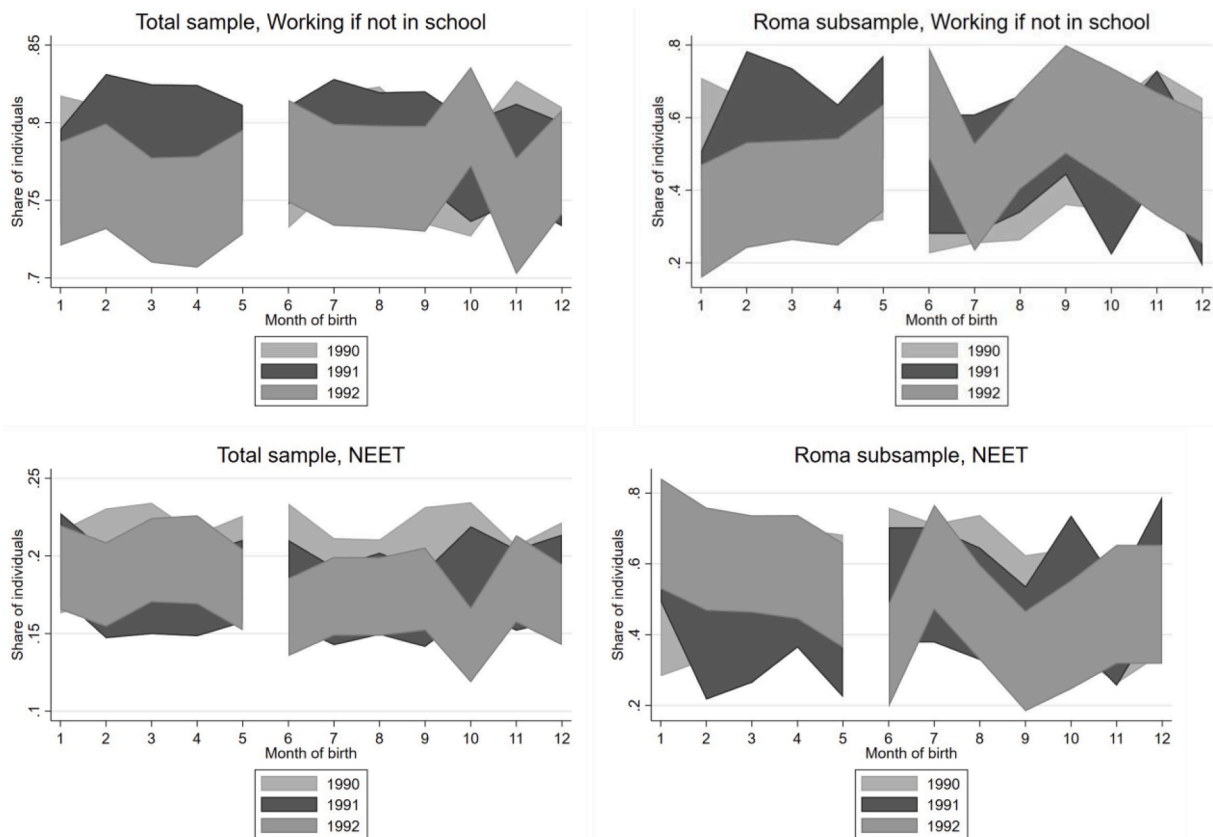 Total sample, Working if not in school
Share of individuals
.85
.8
.75
.7
1 2 3 4 5 6 7 8 9 10 11 12
Month of birth
1990
1991
1992
Roma subsample, Working if not in school
Share of individuals
.8
.6
.4
.2
1 2 3 4 5 6 7 8 9 10 11 12
Month of birth
1990
1991
1992
Total sample, NEET
Share of individuals
.25
.2
.15
.1
1 2 3 4 5 6 7 8 9 10 11 12
Month of birth
1990
1991
1992
Roma subsample, NEET
Share of individuals
.8
.6
.4
.2
1 2 3 4 5 6 7 8 9 10 11 12
Month of birth
1990
1991
1992